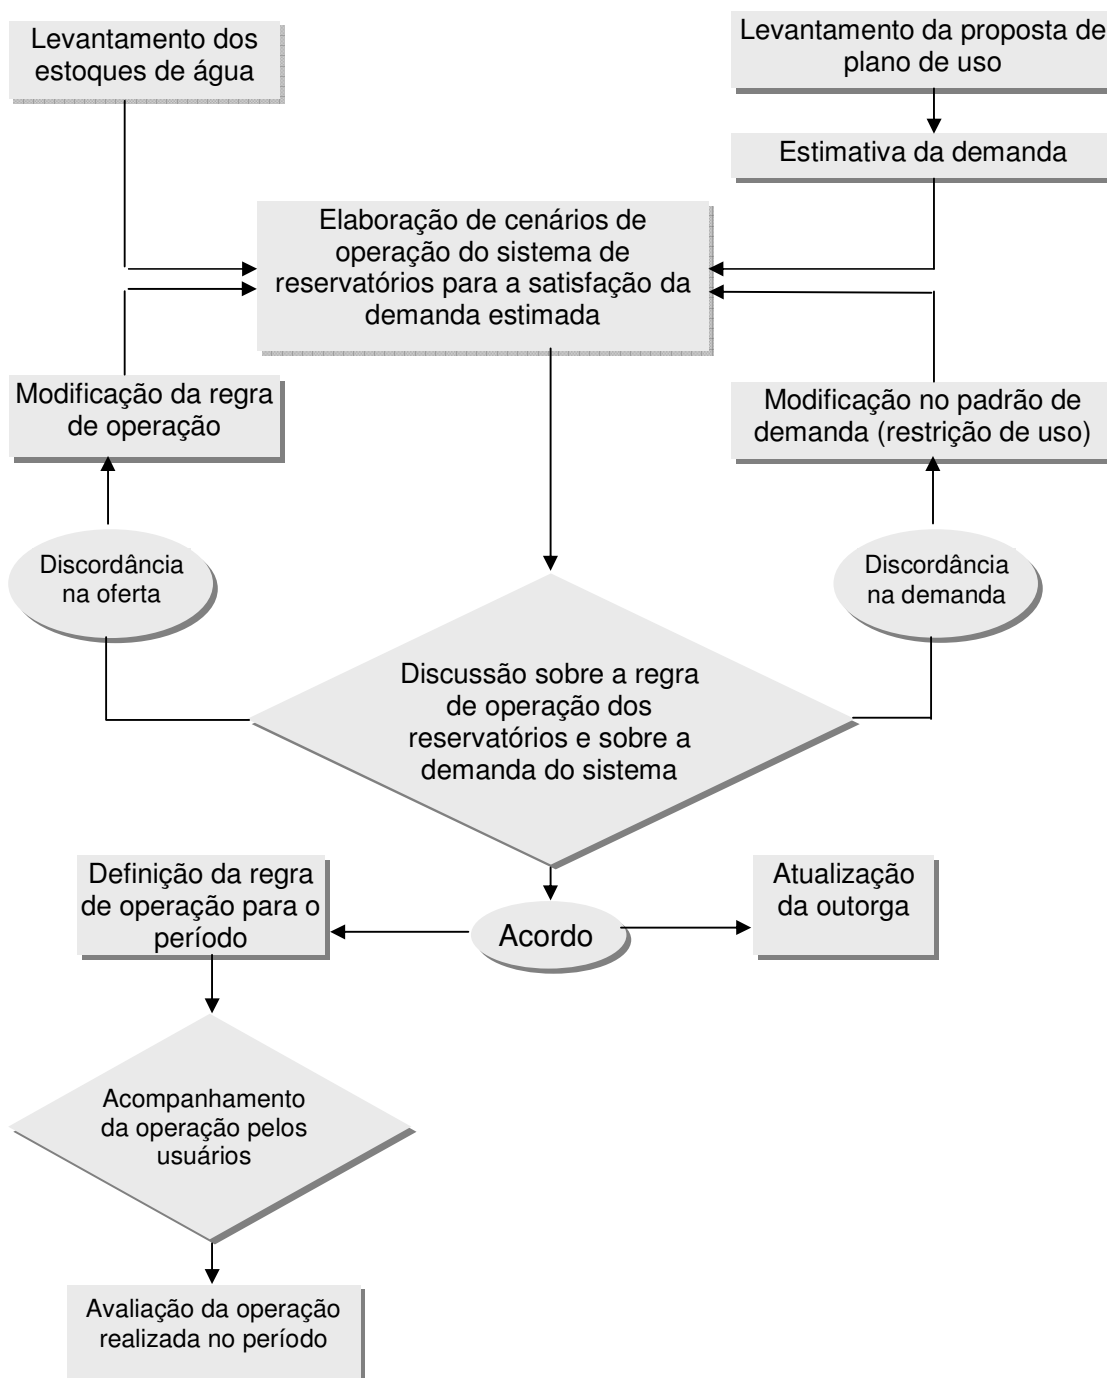 Levantamento dos
estoques de água
Levantamento da proposta de
plano de uso
Estimativa da demanda
Elaboração de cenários de
operação do sistema de
reservatórios para a satisfação da
demanda estimada
Modificação da regra
de operação
Modificação no padrão de
demanda (restrição de uso)
Discordância
na oferta
Discordância
na demanda
Discussão sobre a regra
de operação dos
reservatórios e sobre a
demanda do sistema
Definição da regra
de operação para o
período
Acordo
Atualização
da outorga
Acompanhamento
da operação pelos
usuários
Avaliação da operação
realizada no período